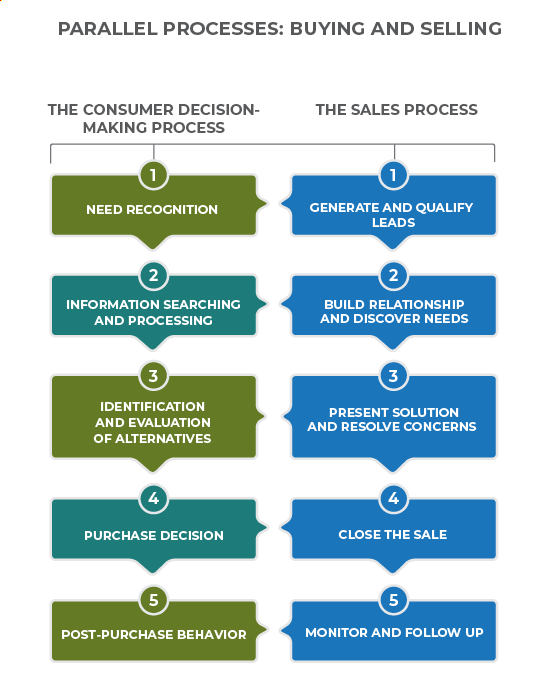 PARALLEL PROCESSES: BUYING AND SELLING
THE CONSUMER DECISION-
MAKING PROCESS
THE SALES PROCESS
1
NEED RECOGNITION
1
GENERATE AND QUALIFY
LEADS
2
INFORMATION SEARCHING
AND PROCESSING
2
BUILD RELATIONSHIP
AND DISCOVER NEEDS
3
IDENTIFICATION
AND EVALUATION
OF ALTERNATIVES
3
PRESENT SOLUTION
AND RESOLVE CONCERNS
4
PURCHASE DECISION
4
CLOSE THE SALE
5
POST-PURCHASE BEHAVIOR
5
MONITOR AND FOLLOW UP